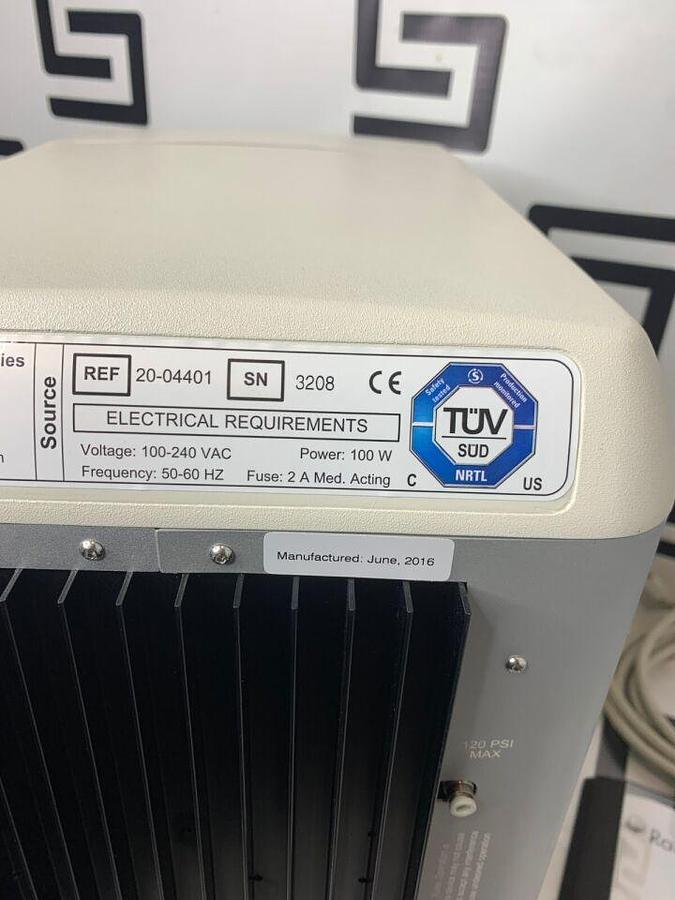 ies
Source
REF 20-04401 SN 3208 CE
ELECTRICAL REQUIREMENTS
Voltage: 100-240 VAC Power: 100 W
Frequency: 50-60 HZ Fuse: 2 A Med. Acting
Safety tested
Production monitored
TÜV
SÜD
NRTL
C US
Manufactured: June, 2016
120 PSI
MAX
Ro